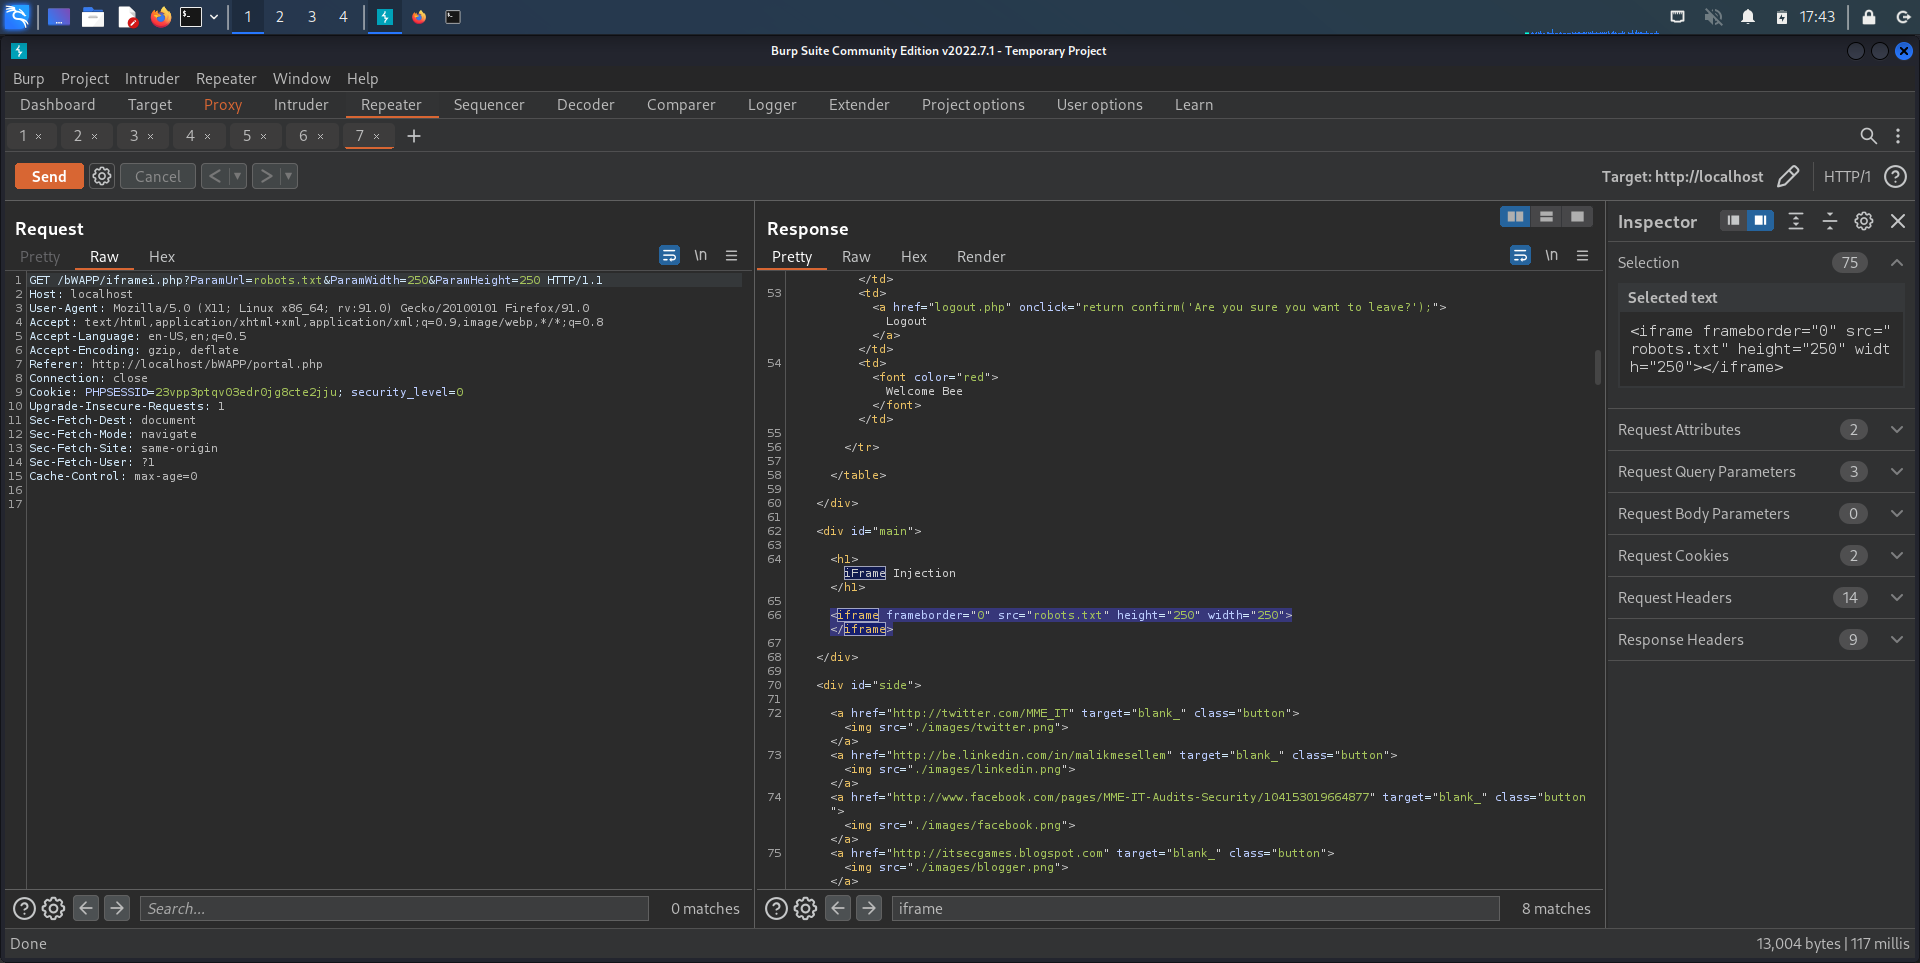 1 2 3 4 17:43
Burp Suite Community Edition v2022.7.1 - Temporary Project
Burp Project Intruder Repeater Window Help
Dashboard Target Proxy Intruder Repeater Sequencer Decoder Comparer Logger Extender Project options User options Learn
1 × 2 × 3 × 4 × 5 × 6 × 7 × +
Send Cancel < > Target: http://localhost HTTP/1 ?
Request
Pretty Raw Hex \n
1 GET /bWAPP/iframei.php?ParamUrl=robots.txt&ParamWidth=250&ParamHeight=250 HTTP/1.1
2 Host: localhost
3 User-Agent: Mozilla/5.0 (X11; Linux x86_64; rv:91.0) Gecko/20100101 Firefox/91.0
4 Accept: text/html,application/xhtml+xml,application/xml;q=0.9,image/webp,*/*;q=0.8
5 Accept-Language: en-US,en;q=0.5
6 Accept-Encoding: gzip, deflate
7 Referer: http://localhost/bWAPP/portal.php
8 Connection: close
9 Cookie: PHPSESSID=23vpp3ptqv03edr0jg8cte2jju; security_level=0
10 Upgrade-Insecure-Requests: 1
11 Sec-Fetch-Dest: document
12 Sec-Fetch-Mode: navigate
13 Sec-Fetch-Site: same-origin
14 Sec-Fetch-User: ?1
15 Cache-Control: max-age=0
16
17
? Search... 0 matches
Response
Pretty Raw Hex Render \n
</td>
53 <td>
<a href="logout.php" onclick="return confirm('Are you sure you want to leave?');">
Logout
</a>
</td>
54 <td>
<font color="red">
Welcome Bee
</font>
</td>
55
56 </tr>
57
58 </table>
59
60 </div>
61
62 <div id="main">
63
64 <h1>
iFrame Injection
</h1>
65
66 <iframe frameborder="0" src="robots.txt" height="250" width="250">
</iframe>
67
68 </div>
69
70 <div id="side">
71
72 <a href="http://twitter.com/MME_IT" target="blank_" class="button">
<img src="./images/twitter.png">
</a>
73 <a href="http://be.linkedin.com/in/malikmesellem" target="blank_" class="button">
<img src="./images/linkedin.png">
</a>
74 <a href="http://www.facebook.com/pages/MME-IT-Audits-Security/104153019664877" target="blank_" class="button
">
<img src="./images/facebook.png">
</a>
75 <a href="http://itsecgames.blogspot.com" target="blank_" class="button">
<img src="./images/blogger.png">
</a>
? iframe 8 matches
Inspector
Selection 75
Selected text
<iframe frameborder="0" src="
robots.txt" height="250" widt
h="250"></iframe>
Request Attributes 2
Request Query Parameters 3
Request Body Parameters 0
Request Cookies 2
Request Headers 14
Response Headers 9
Done 13,004 bytes | 117 millis